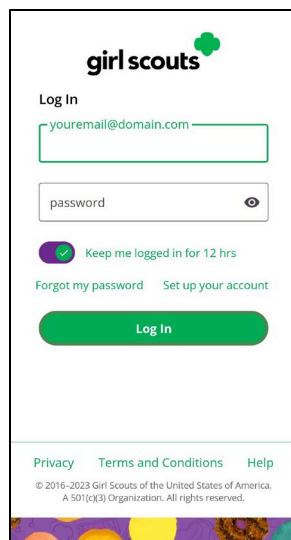 girl scouts
Log In
youremail@domain.com
password
Keep me logged in for 12 hrs
Forgot my password Set up your account
Log In
Privacy Terms and Conditions Help
© 2016–2023 Girl Scouts of the United States of America.
A 501(c)(3) Organization. All rights reserved.